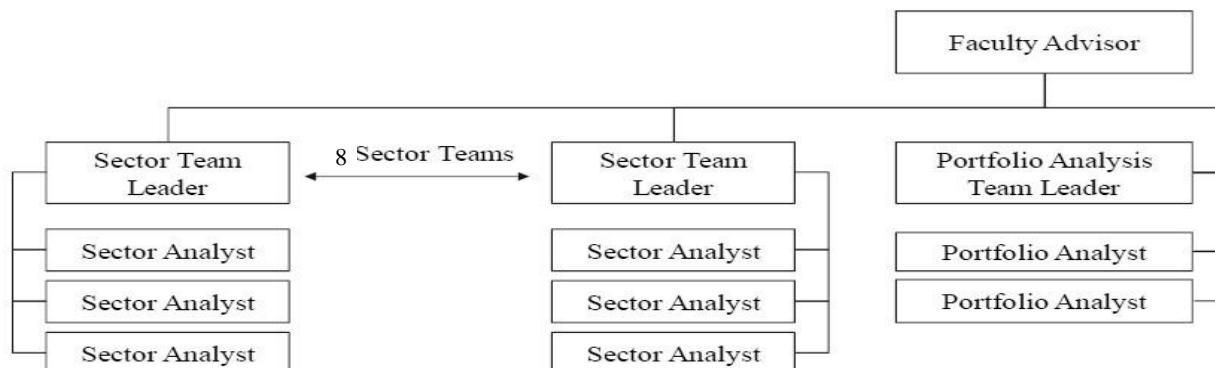 Faculty Advisor
Sector Team
Leader
8 Sector Teams
Sector Team
Leader
Portfolio Analysis
Team Leader
Sector Analyst
Sector Analyst
Portfolio Analyst
Sector Analyst
Sector Analyst
Portfolio Analyst
Sector Analyst
Sector Analyst